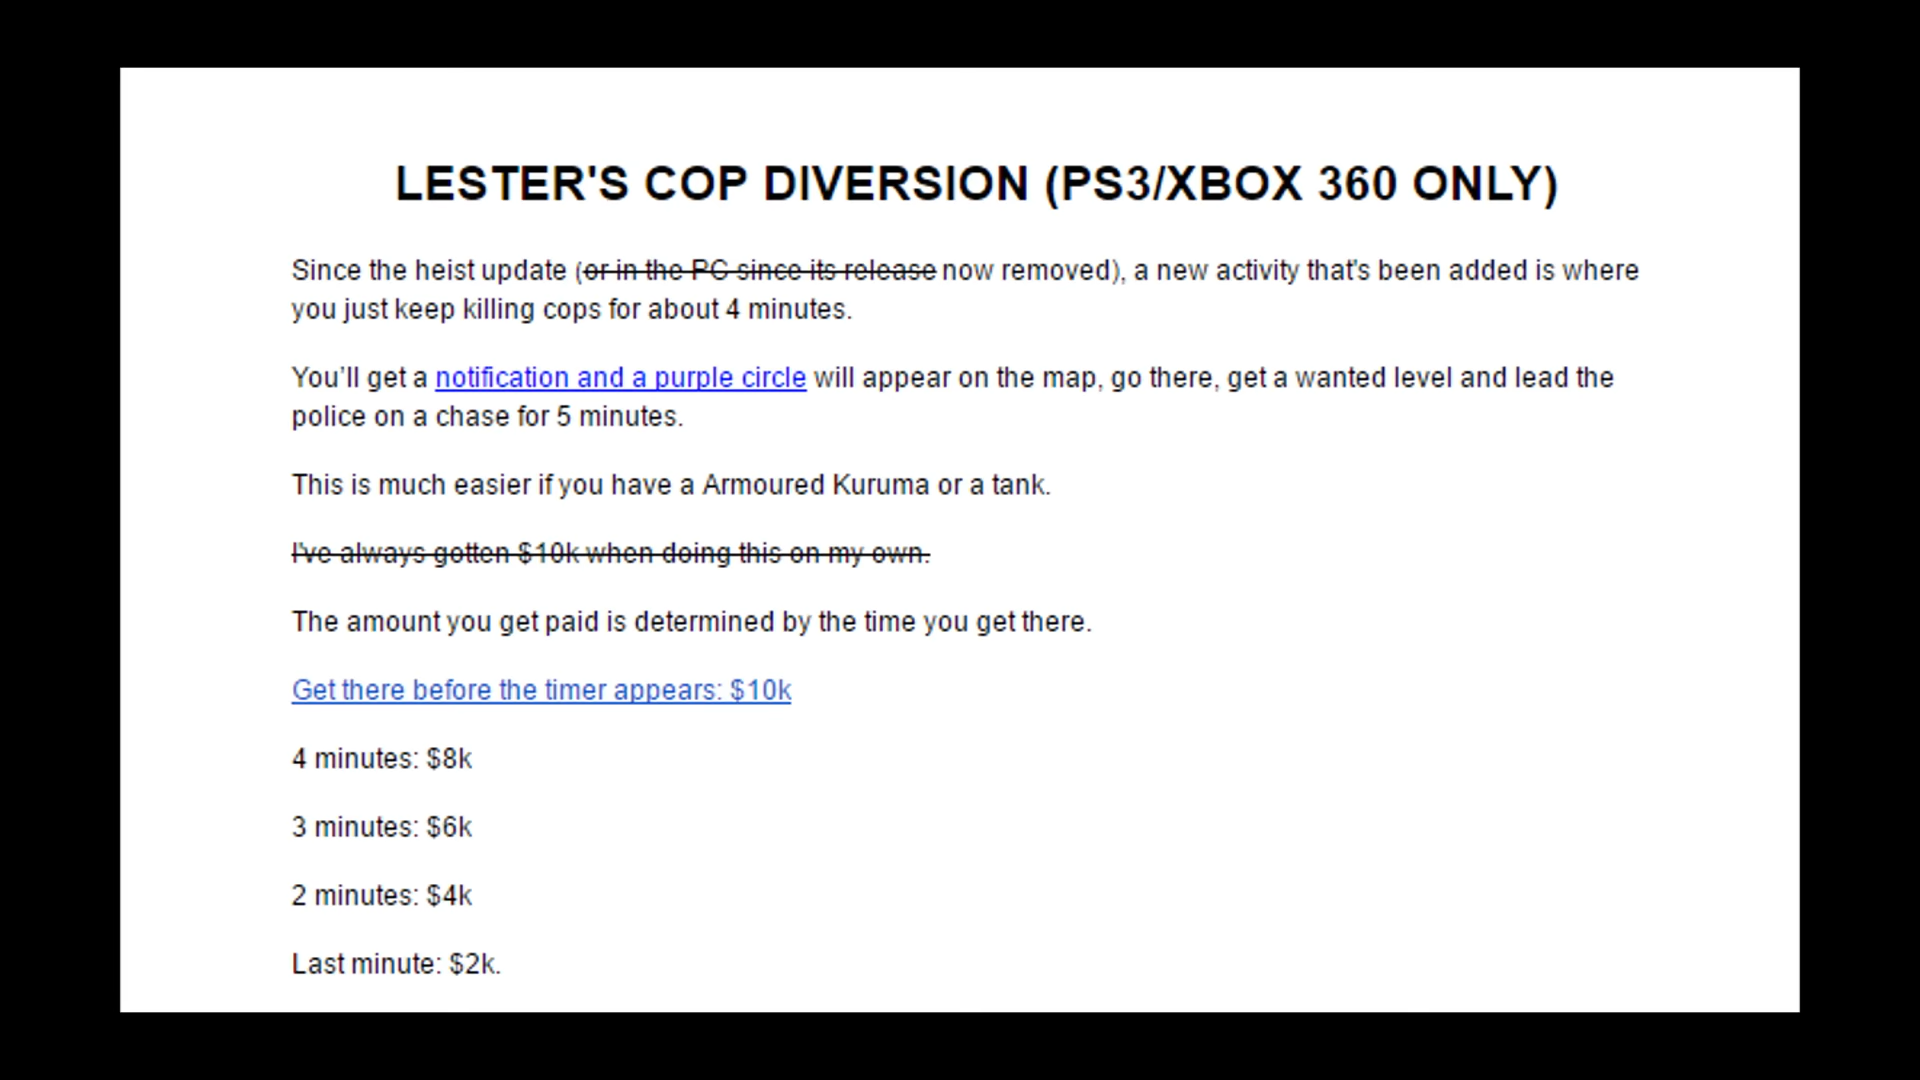 LESTER'S COP DIVERSION (PS3/XBOX 360 ONLY)
Since the heist update (or in the PC since its release now removed), a new activity that's been added is where
you just keep killing cops for about 4 minutes.
You’ll get a notification and a purple circle will appear on the map, go there, get a wanted level and lead the
police on a chase for 5 minutes.
This is much easier if you have a Armoured Kuruma or a tank.
I've always gotten $10k when doing this on my own.
The amount you get paid is determined by the time you get there.
Get there before the timer appears: $10k
4 minutes: $8k
3 minutes: $6k
2 minutes: $4k
Last minute: $2k.